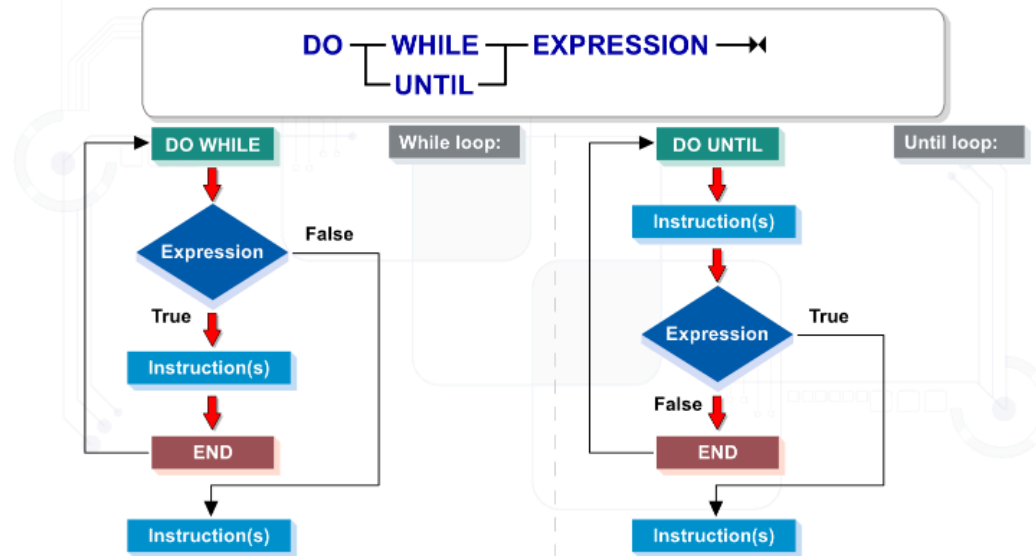 DO WHILE EXPRESSION
UNTIL
DO WHILE
While loop:
Expression
False
True
Instruction(s)
END
Instruction(s)
DO UNTIL
Until loop:
Instruction(s)
Expression
True
False
END
Instruction(s)